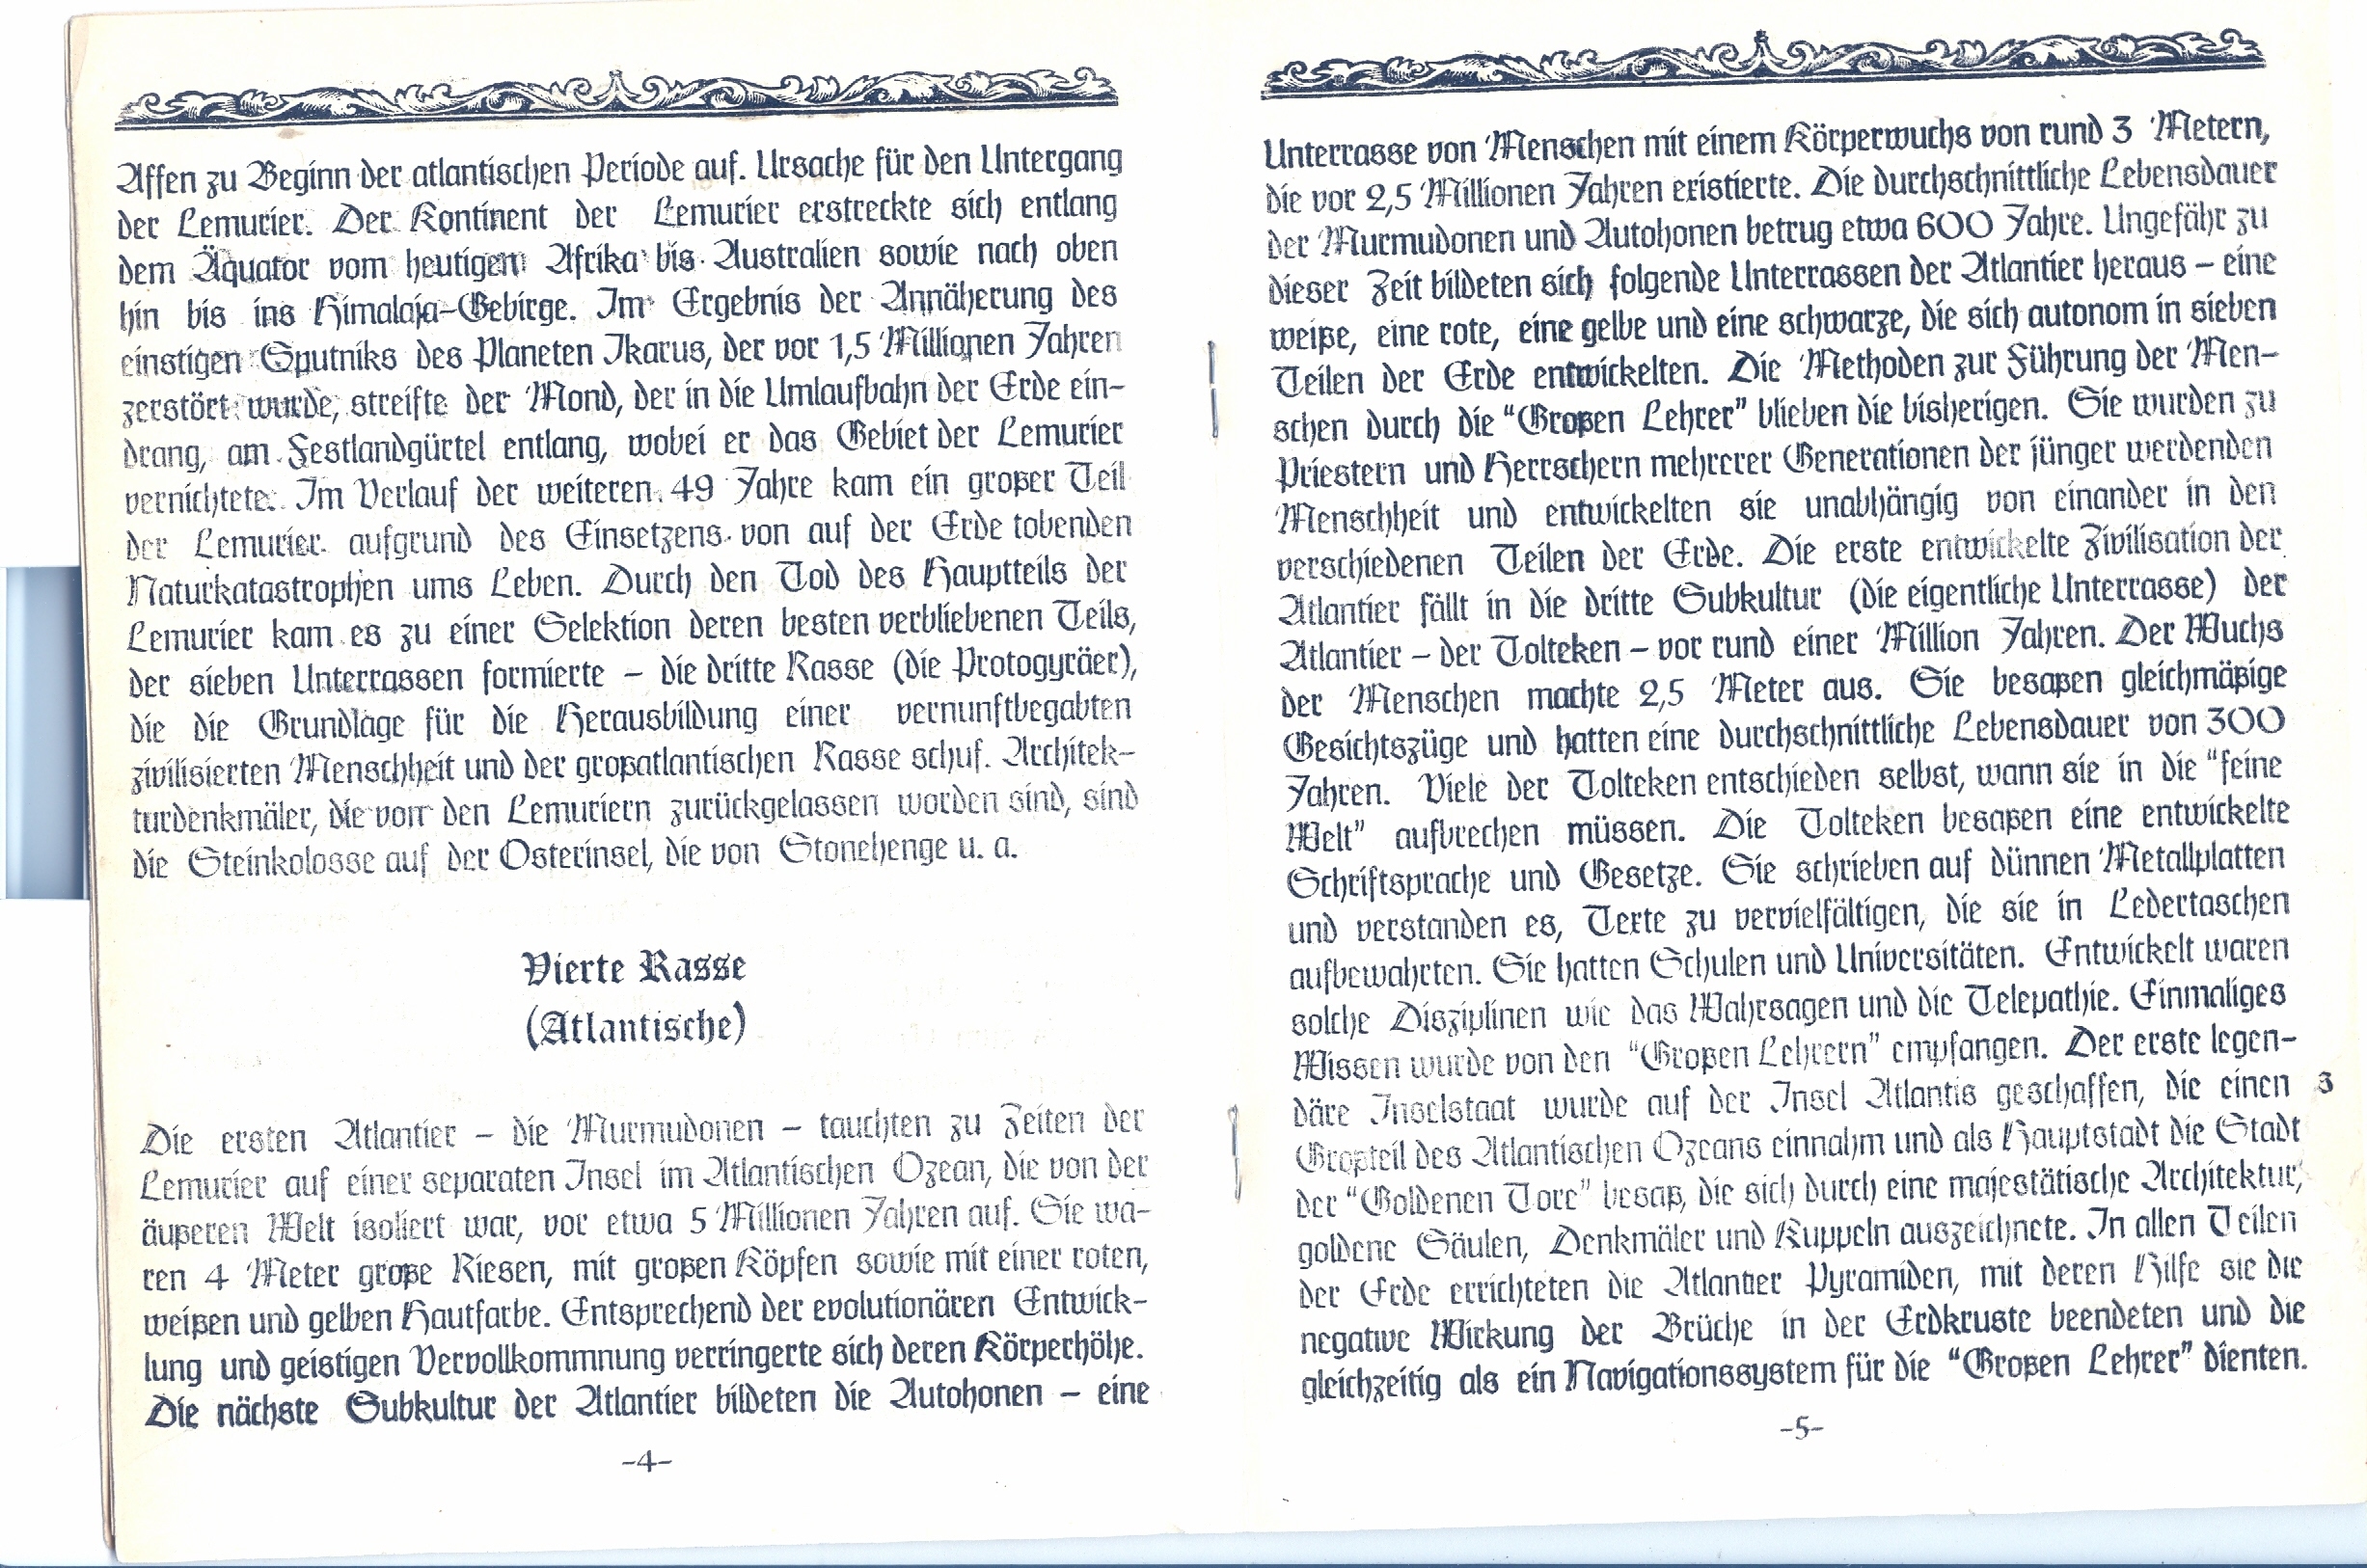 Affen zu Beginn der atlantischen Periode auf. Ursache für den Untergang
der Lemurier. Der Kontinent der Lemurier erstreckte sich entlang
dem Äquator vom heutigen Afrika bis Australien sowie nach oben
hin bis ins Himalaja-Gebirge. Im Ergebnis der Annäherung des
einstigen Sputniks des Planeten Ikarus, der vor 1,5 Millionen Jahren
zerstört wurde, streifte der Mond, der in die Umlaufbahn der Erde ein-
drang, am Festlandgürtel entlang, wobei er das Gebiet der Lemurier
vernichtete. Im Verlauf der weiteren 49 Jahre kam ein großer Teil
der Lemurier aufgrund des Einsetzens von auf der Erde tobenden
Naturkatastrophen ums Leben. Durch den Tod des Hauptteils der
Lemurier kam es zu einer Selektion deren besten verbliebenen Teils,
der sieben Unterrassen formierte – die dritte Rasse (die Protogyräer),
die die Grundlage für die Herausbildung einer vernunftbegabten
zivilisierten Menschheit und der großatlantischen Rasse schuf. Architek-
turdenkmäler, die von den Lemuriern zurückgelassen worden sind, sind
die Steinkolosse auf der Osterinsel, die von Stonehenge u. a.
Vierte Rasse
(Atlantische)
Die ersten Atlantier – die Murmudonen – tauchten zu Zeiten der
Lemurier auf einer separaten Insel im Atlantischen Ozean, die von der
äußeren Welt isoliert war, vor etwa 5 Millionen Jahren auf. Sie wa-
ren 4 Meter große Riesen, mit großen Köpfen sowie mit einer roten,
weißen und gelben Hautfarbe. Entsprechend der evolutionären Entwick-
lung und geistigen Vervollkommnung verringerte sich deren Körperhöhe.
Die nächste Subkultur der Atlantier bildeten die Autohonen – eine
-4-
Unterrasse von Menschen mit einem Körperwuchs von rund 3 Metern,
die vor 2,5 Millionen Jahren existierte. Die durchschnittliche Lebensdauer
der Murmudonen und Autohonen betrug etwa 600 Jahre. Ungefähr zu
dieser Zeit bildeten sich folgende Unterrassen der Atlantier heraus – eine
weiße, eine rote, eine gelbe und eine schwarze, die sich autonom in sieben
Teilen der Erde entwickelten. Die Methoden zur Führung der Men-
schen durch die "Großen Lehrer" blieben die bisherigen. Sie wurden zu
Priestern und Herrschern mehrerer Generationen der jünger werdenden
Menschheit und entwickelten sie unabhängig von einander in den
verschiedenen Teilen der Erde. Die erste entwickelte Zivilisation der
Atlantier fällt in die dritte Subkultur (die eigentliche Unterrasse) der
Atlantier – der Tolteken – vor rund einer Million Jahren. Der Wuchs
der Menschen machte 2,5 Meter aus. Sie besaßen gleichmäßige
Gesichtszüge und hatten eine durchschnittliche Lebensdauer von 300
Jahren. Viele der Tolteken entschieden selbst, wann sie in die "feine
Welt" aufbrechen müssen. Die Tolteken besaßen eine entwickelte
Schriftsprache und Gesetze. Sie schrieben auf dünnen Metallplatten
und verstanden es, Texte zu vervielfältigen, die sie in Ledertaschen
aufbewahrten. Sie hatten Schulen und Universitäten. Entwickelt waren
solche Disziplinen wie das Wahrsagen und die Telepathie. Einmaliges
Wissen wurde von den "Großen Lehrern" empfangen. Der erste legen-
däre Inselstaat wurde auf der Insel Atlantis geschaffen, die einen 3
Großteil des Atlantischen Ozeans einnahm und als Hauptstadt die Stadt
der "Goldenen Tore" besaß, die sich durch eine majestätische Architektur,
goldene Säulen, Denkmäler und Kuppeln auszeichnete. In allen Teilen
der Erde errichteten die Atlantier Pyramiden, mit deren Hilfe sie die
negative Wirkung der Brüche in der Erdkruste beendeten und die
gleichzeitig als ein Navigationssystem für die "Großen Lehrer" dienten.
-5-